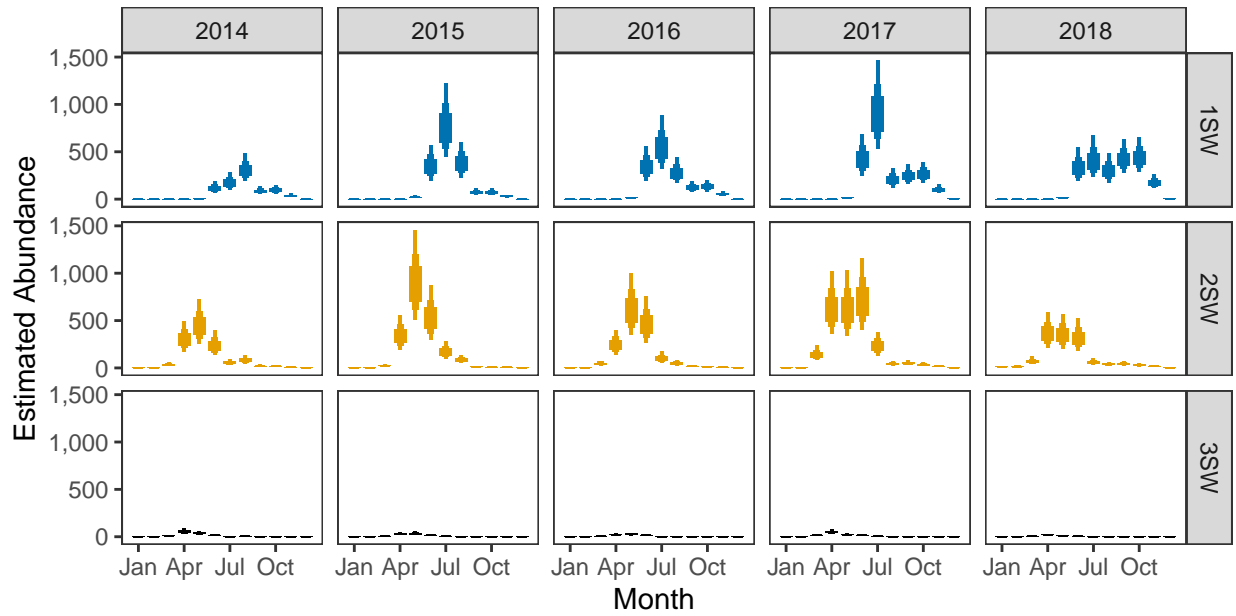 2014 2015 2016 2017 2018
1,500
1,000
500
0
1SW
1,500
1,000
500
0
2SW
1,500
1,000
500
0
3SW
Estimated Abundance
Jan Apr Jul Oct Jan Apr Jul Oct Jan Apr Jul Oct Jan Apr Jul Oct Jan Apr Jul Oct
Month